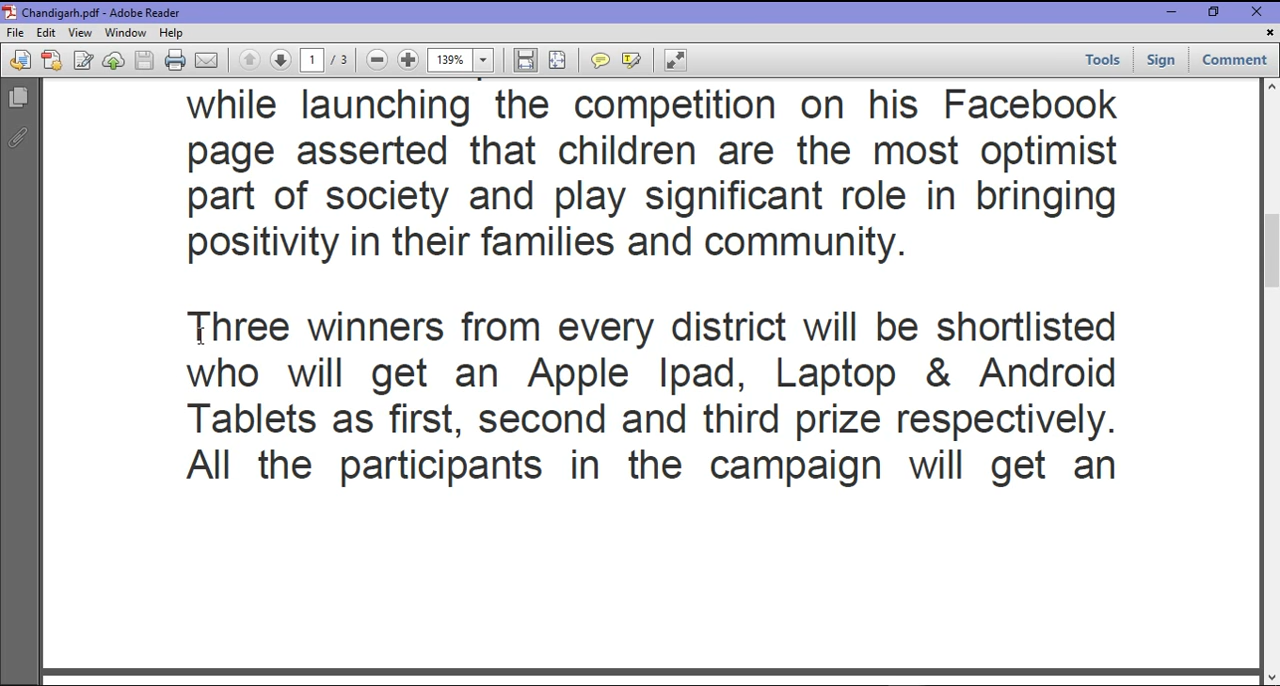 Chandigarh.pdf - Adobe Reader
File Edit View Window Help
1 / 3 139% Tools Sign Comment
while launching the competition on his Facebook
page asserted that children are the most optimist
part of society and play significant role in bringing
positivity in their families and community.
Three winners from every district will be shortlisted
who will get an Apple Ipad, Laptop & Android
Tablets as first, second and third prize respectively.
All the participants in the campaign will get an